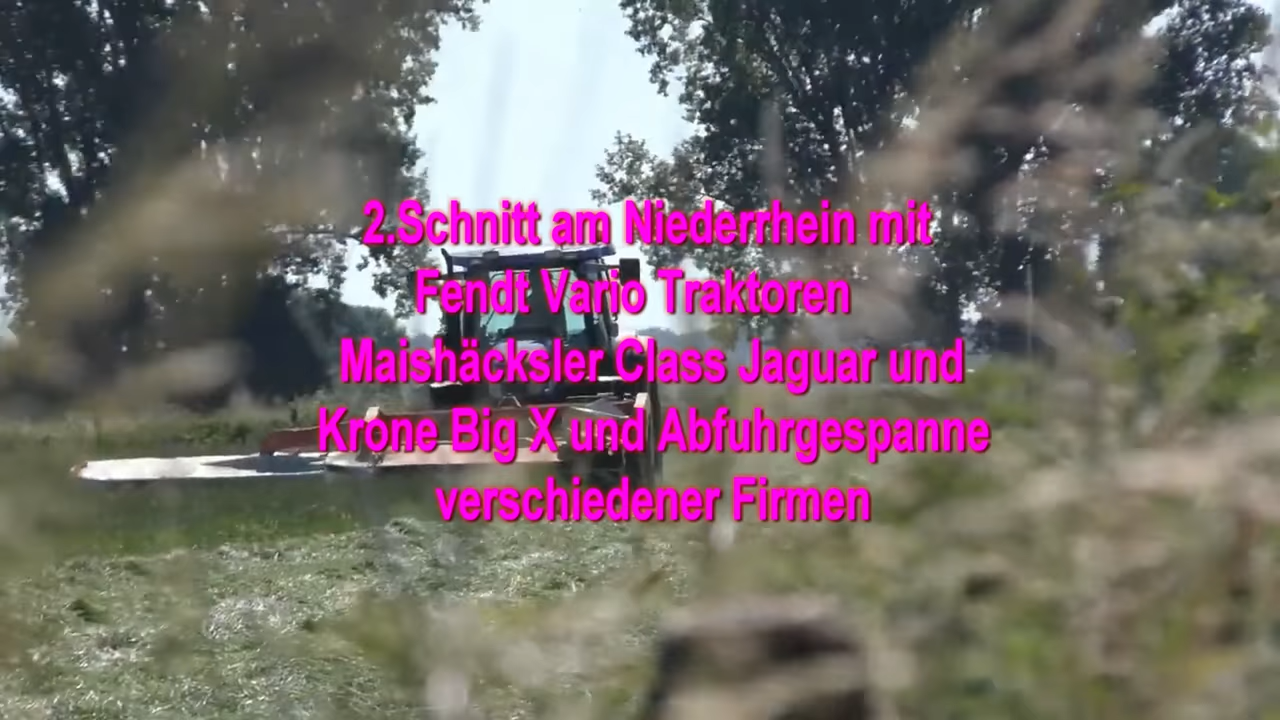 2.Schnitt am Niederrhein mit
Fendt Vario Traktoren
Maishäcksler Class Jaguar und
Krone Big X und Abfuhrgespanne
verschiedener Firmen